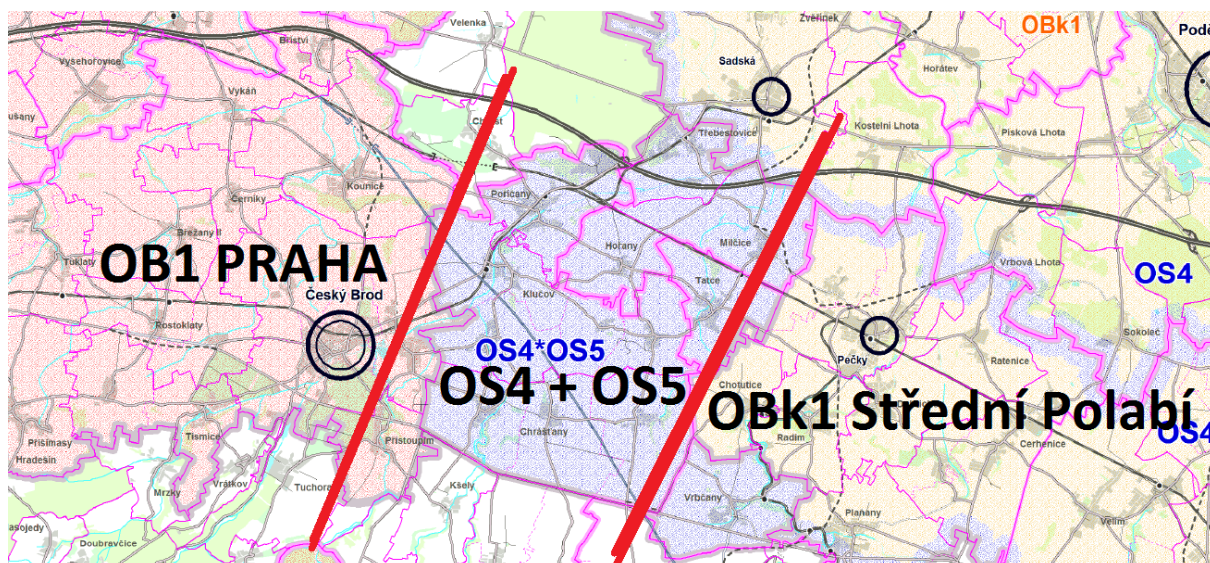 Velenka
Zvěřínek
OBk1
Bříství
Poděb
Vyšehořovice
Sadská
Hořátev
Vykáň
Chrást
Třebestovice
Kostelní Lhota
Písková Lhota
Kounice
Poříčany
Černíky
Hořany
Milčice
Břežany II
Vrbová Lhota
Tuklaty
OB1 PRAHA
Tatce
OS4
Český Brod
Klučov
Rostoklaty
Sokoleč
OS4*OS5
Pečky
Ratenice
OS4 + OS5
Chotutice
OBk1 Střední Polabí
OS4
Přišimasy
Tismice
Přistoupim
Chrášťany
Radim
Cerhenice
Hradešín
Vrátkov
Tuchora
Kšely
Mrzky
Vrbčany
Plaňany
Velim
Doubravčice